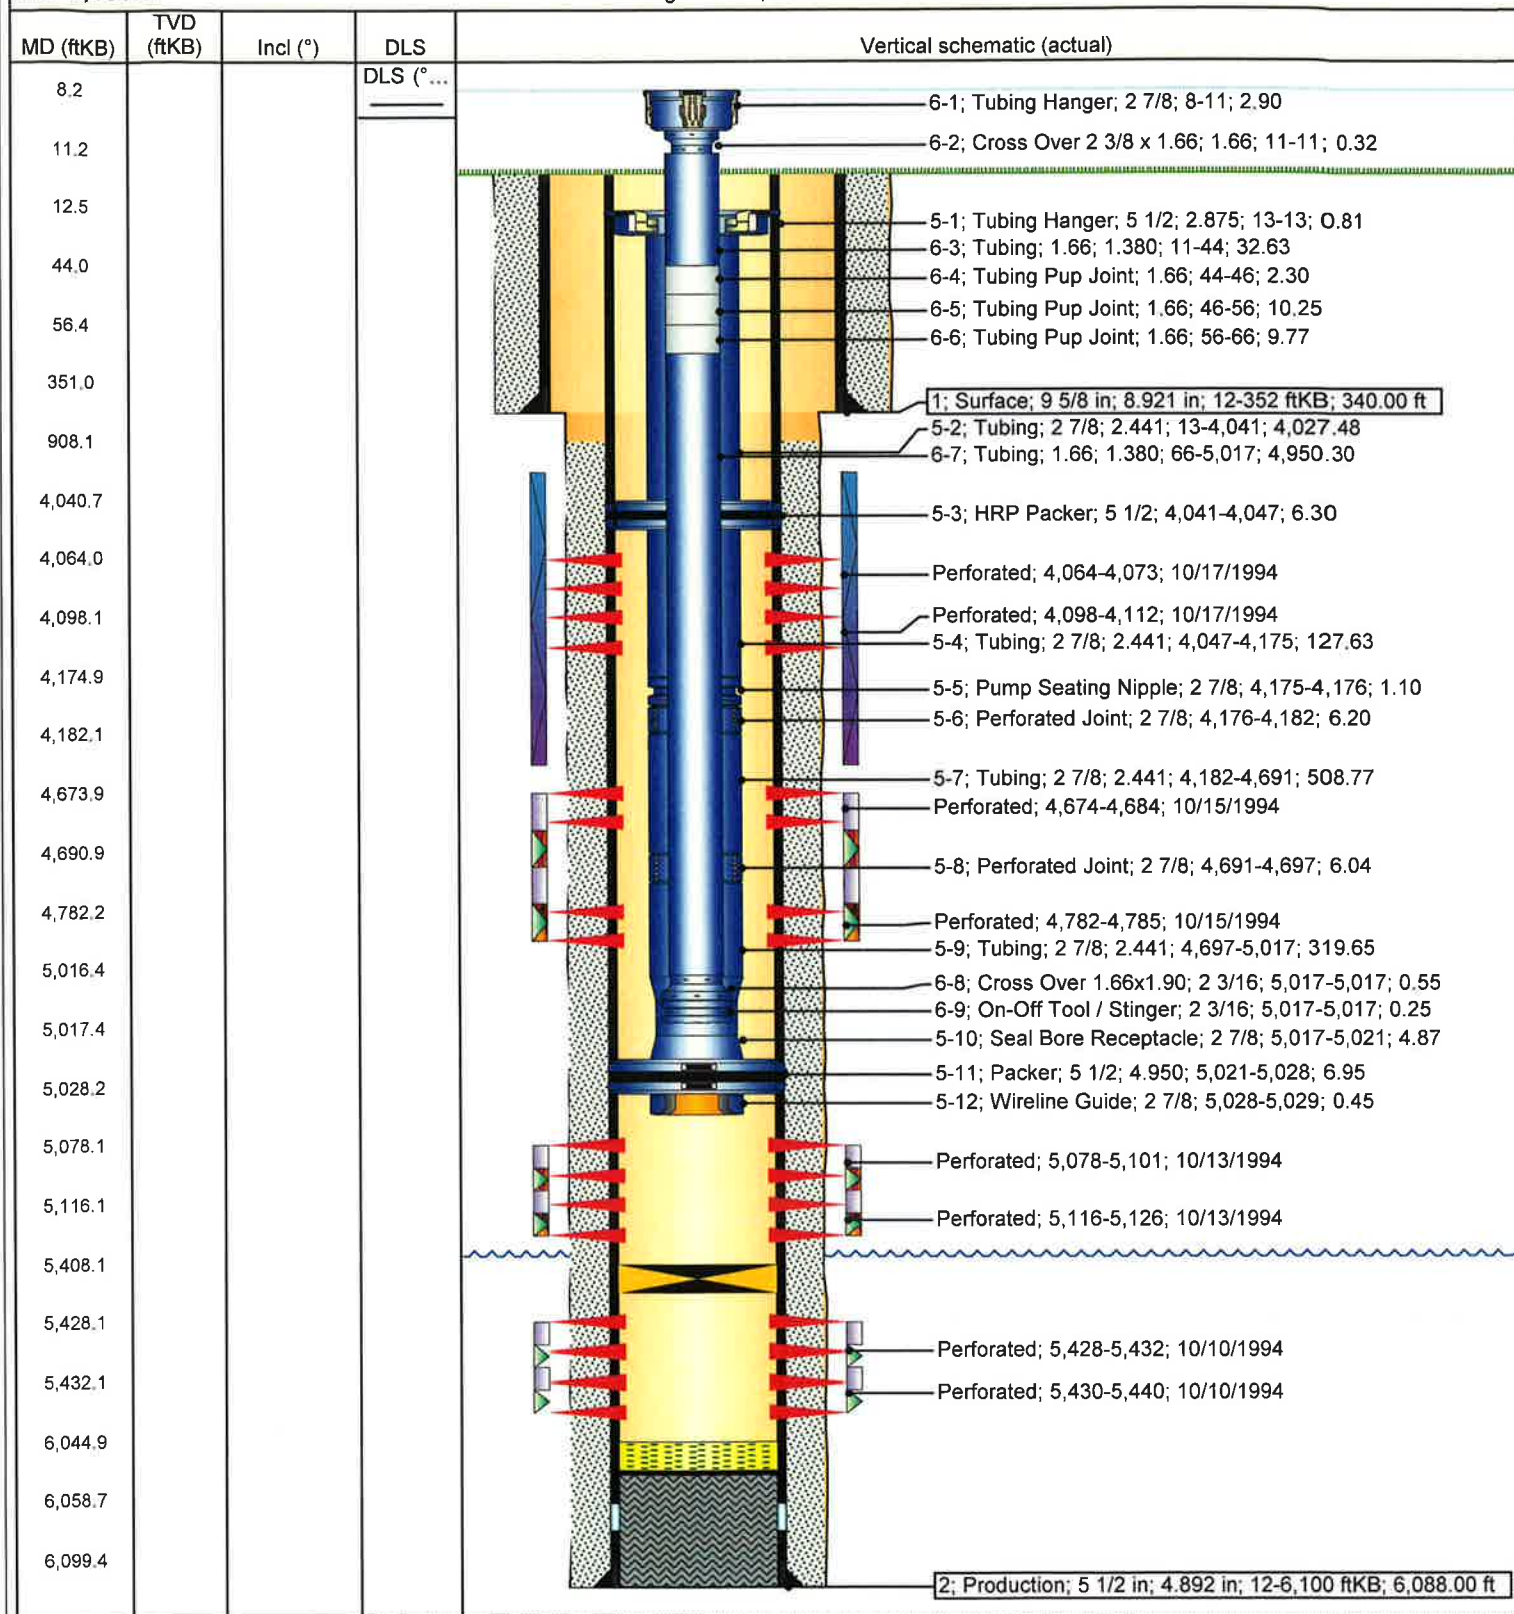 MD (ftKB)
TVD
(ftKB)
Incl (°)
DLS
Vertical schematic (actual)
DLS (°...
8.2
11.2
12.5
44.0
56.4
351.0
908.1
4,040.7
4,064.0
4,098.1
4,174.9
4,182.1
4,673.9
4,690.9
4,782.2
5,016.4
5,017.4
5,028.2
5,078.1
5,116.1
5,408.1
5,428.1
5,432.1
6,044.9
6,058.7
6,099.4
6-1; Tubing Hanger; 2 7/8; 8-11; 2.90
6-2; Cross Over 2 3/8 x 1.66; 1.66; 11-11; 0.32
5-1; Tubing Hanger; 5 1/2; 2.875; 13-13; 0.81
6-3; Tubing; 1.66; 1.380; 11-44; 32.63
6-4; Tubing Pup Joint; 1.66; 44-46; 2.30
6-5; Tubing Pup Joint; 1.66; 46-56; 10.25
6-6; Tubing Pup Joint; 1.66; 56-66; 9.77
1; Surface; 9 5/8 in; 8.921 in; 12-352 ftKB; 340.00 ft
5-2; Tubing; 2 7/8; 2.441; 13-4,041; 4,027.48
6-7; Tubing; 1.66; 1.380; 66-5,017; 4,950.30
5-3; HRP Packer; 5 1/2; 4,041-4,047; 6.30
Perforated; 4,064-4,073; 10/17/1994
Perforated; 4,098-4,112; 10/17/1994
5-4; Tubing; 2 7/8; 2.441; 4,047-4,175; 127.63
5-5; Pump Seating Nipple; 2 7/8; 4,175-4,176; 1.10
5-6; Perforated Joint; 2 7/8; 4,176-4,182; 6.20
5-7; Tubing; 2 7/8; 2.441; 4,182-4,691; 508.77
Perforated; 4,674-4,684; 10/15/1994
5-8; Perforated Joint; 2 7/8; 4,691-4,697; 6.04
Perforated; 4,782-4,785; 10/15/1994
5-9; Tubing; 2 7/8; 2.441; 4,697-5,017; 319.65
6-8; Cross Over 1.66x1.90; 2 3/16; 5,017-5,017; 0.55
6-9; On-Off Tool / Stinger; 2 3/16; 5,017-5,017; 0.25
5-10; Seal Bore Receptacle; 2 7/8; 5,017-5,021; 4.87
5-11; Packer; 5 1/2; 4.950; 5,021-5,028; 6.95
5-12; Wireline Guide; 2 7/8; 5,028-5,029; 0.45
Perforated; 5,078-5,101; 10/13/1994
Perforated; 5,116-5,126; 10/13/1994
Perforated; 5,428-5,432; 10/10/1994
Perforated; 5,430-5,440; 10/10/1994
2; Production; 5 1/2 in; 4.892 in; 12-6,100 ftKB; 6,088.00 ft